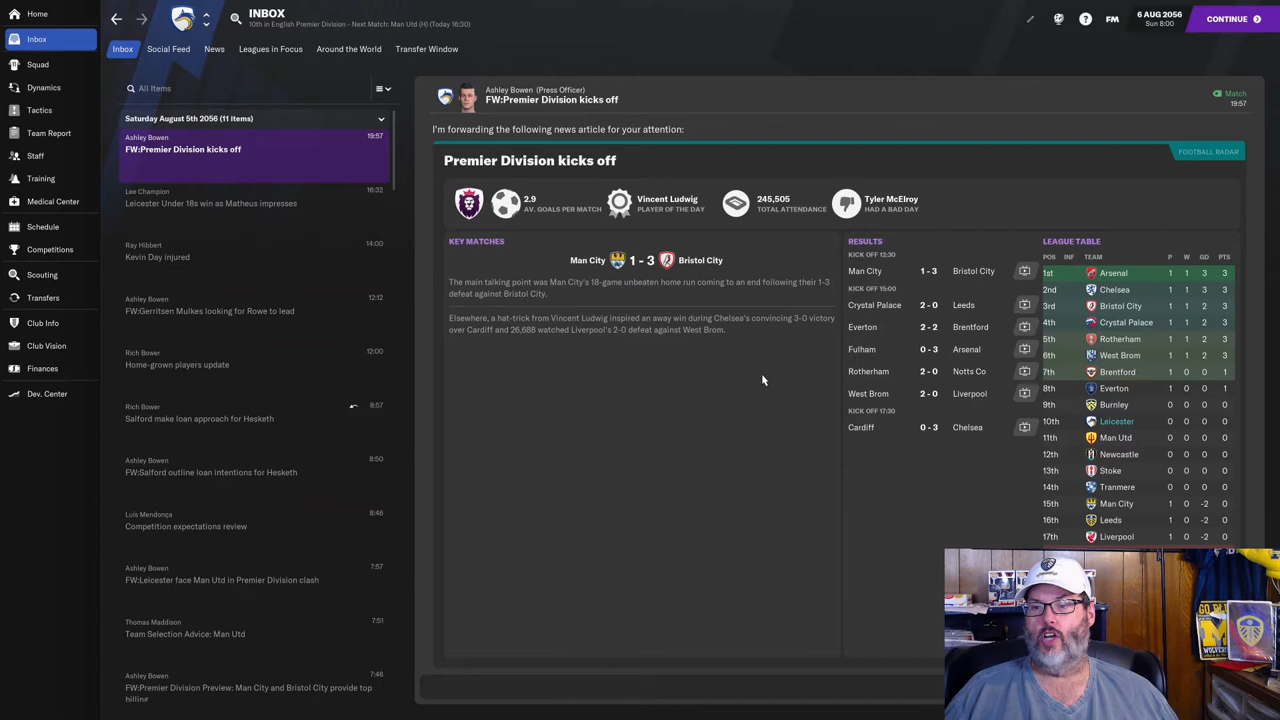 Home
INBOX
10th in English Premier Division - Next Match: Man Utd (H) (Today 16:30)
FM
6 AUG 2056
Sun 8:00
CONTINUE
Inbox
Squad
Dynamics
Tactics
Team Report
Staff
Training
Medical Center
Schedule
Competitions
Scouting
Transfers
Club Info
Club Vision
Finances
Dev. Center
Inbox
Social Feed
News
Leagues in Focus
Around the World
Transfer Window
All Items
Saturday August 5th 2056 (11 items)
Ashley Bowen
19:57
FW:Premier Division kicks off
Lee Champion
16:32
Leicester Under 18s win as Matheus impresses
Ray Hibbert
14:00
Kevin Day injured
Ashley Bowen
12:12
FW:Gerritsen Mulkes looking for Rowe to lead
Rich Bower
12:00
Home-grown players update
Rich Bower
8:57
Salford make loan approach for Hesketh
Ashley Bowen
8:50
FW:Salford outline loan intentions for Hesketh
Luis Mendonça
8:46
Competition expectations review
Ashley Bowen
7:57
FW:Leicester face Man Utd in Premier Division clash
Thomas Maddison
7:51
Team Selection Advice: Man Utd
Ashley Bowen
7:46
FW:Premier Division Preview: Man City and Bristol City provide top
billing
Ashley Bowen (Press Officer)
FW:Premier Division kicks off
Match
19:57
I'm forwarding the following news article for your attention:
Premier Division kicks off
FOOTBALL RADAR
2.9
AV. GOALS PER MATCH
Vincent Ludwig
PLAYER OF THE DAY
245,505
TOTAL ATTENDANCE
Tyler McElroy
HAD A BAD DAY
KEY MATCHES
Man City 1 - 3 Bristol City
The main talking point was Man City's 18-game unbeaten home run coming to an end following their 1-3
defeat against Bristol City.
Elsewhere, a hat-trick from Vincent Ludwig inspired an away win during Chelsea's convincing 3-0 victory
over Cardiff and 26,688 watched Liverpool's 2-0 defeat against West Brom.
RESULTS
KICK OFF 12:30
Man City 1 - 3 Bristol City
KICK OFF 15:00
Crystal Palace 2 - 0 Leeds
Everton 2 - 2 Brentford
Fulham 0 - 3 Arsenal
Rotherham 2 - 0 Notts Co
West Brom 2 - 0 Liverpool
KICK OFF 17:30
Cardiff 0 - 3 Chelsea
LEAGUE TABLE
POS INF TEAM P W GD PTS
1st Arsenal 1 1 3 3
2nd Chelsea 1 1 3 3
3rd Bristol City 1 1 2 3
4th Crystal Palace 1 1 2 3
5th Rotherham 1 1 2 3
6th West Brom 1 1 2 3
7th Brentford 1 0 0 1
8th Everton 1 0 0 1
9th Burnley 0 0 0 0
10th Leicester 0 0 0 0
11th Man Utd 0 0 0 0
12th Newcastle 0 0 0 0
13th Stoke 0 0 0 0
14th Tranmere 0 0 0 0
15th Man City 1 0 -2 0
16th Leeds 1 0 -2 0
17th Liverpool 1 0 -2 0